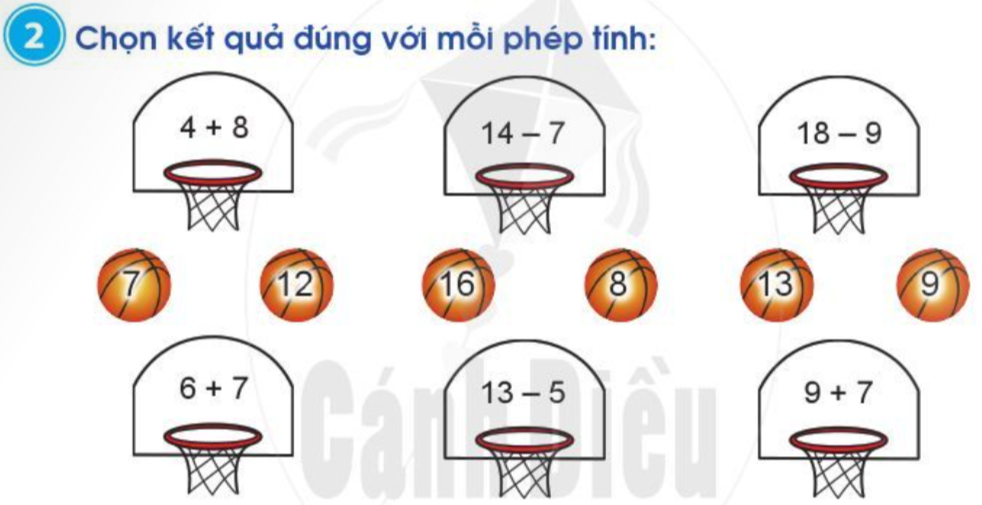 2 Chọn kết quả đúng với mỗi phép tính:
4 + 8 14 – 7 18 – 9
7 12 16 8 13 9
6 + 7 13 – 5 9 + 7
Cánh Diều